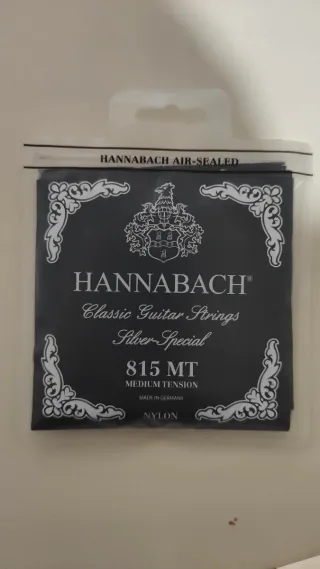 HANNABACH AIR-SEALED
HANNABACH®
Classic Guitar Strings
Silver-Special
815 MT
MEDIUM TENSION
MADE IN GERMANY
NYLON